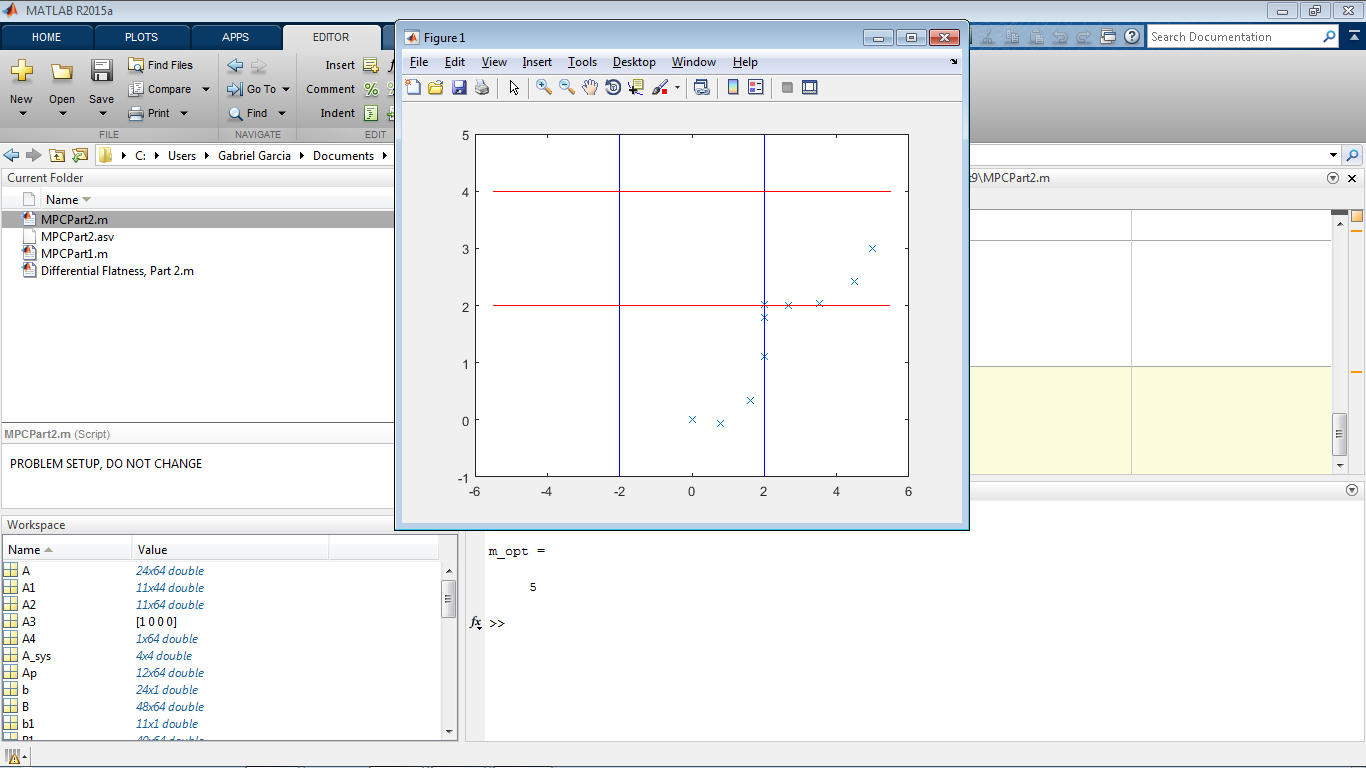 MATLAB R2015a
HOME PLOTS APPS EDITOR
Search Documentation
New Open Save Find Files Compare Print Go To Find Insert Comment Indent
FILE NAVIGATE EDIT
C: Users Gabriel Garcia Documents
Current Folder
Name
MPCPart2.m
MPCPart2.asv
MPCPart1.m
Differential Flatness, Part 2.m
MPCPart2.m (Script)
PROBLEM SETUP, DO NOT CHANGE
Workspace
Name Value
A 24x64 double
A1 11x44 double
A2 11x64 double
A3 [1 0 0 0]
A4 1x64 double
A_sys 4x4 double
Ap 12x64 double
b 24x1 double
B 48x64 double
b1 11x1 double
Figure 1
File Edit View Insert Tools Desktop Window Help
5
4
3
2
1
0
-1
-6 -4 -2 0 2 4 6
9\MPCPart2.m
m_opt =
5
fx >>